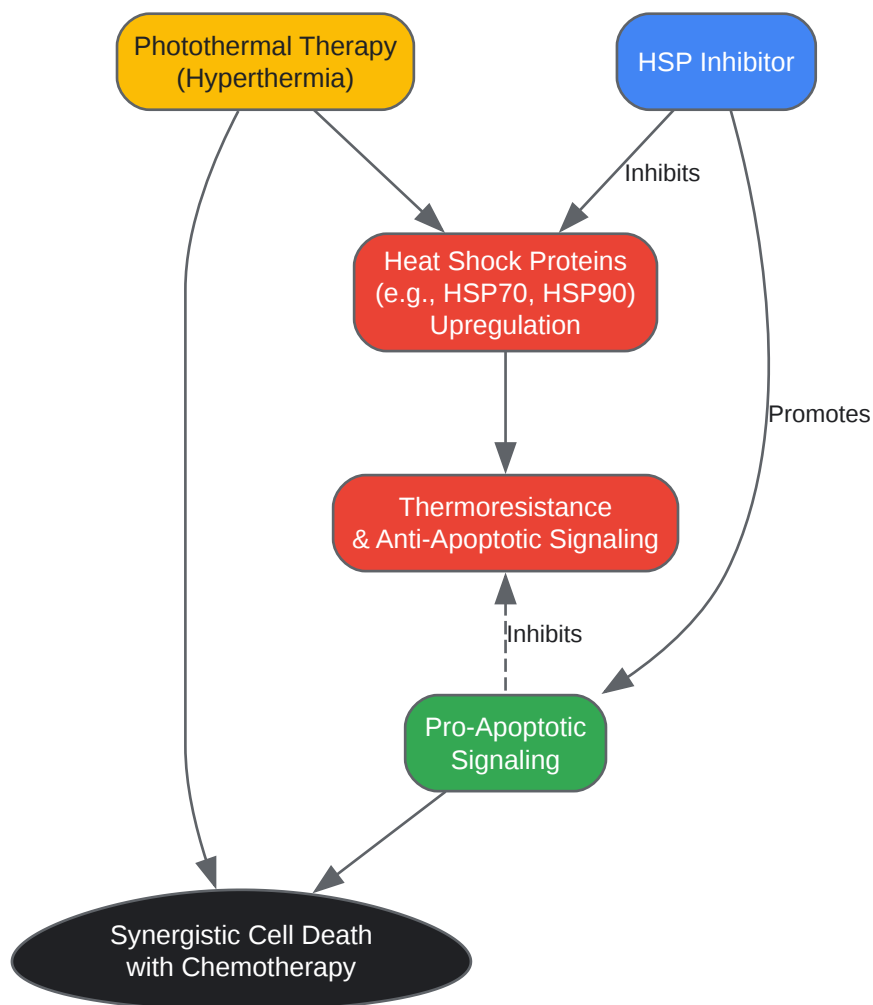 Photothermal Therapy
(Hyperthermia)
HSP Inhibitor
Inhibits
Heat Shock Proteins
(e.g., HSP70, HSP90)
Upregulation
Promotes
Thermoresistance
& Anti-Apoptotic Signaling
Inhibits
Pro-Apoptotic
Signaling
Synergistic Cell Death
with Chemotherapy